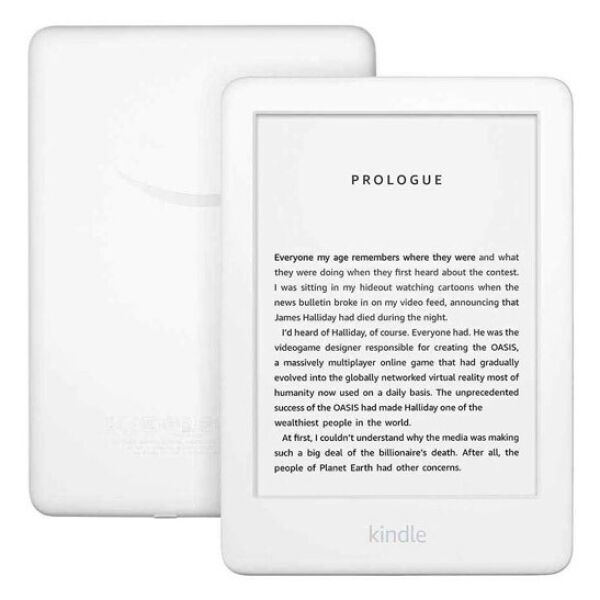 PROLOGUE
Everyone my age remembers where they were and what
they were doing when they first heard about the contest.
I was sitting in my hideout watching cartoons when the
news bulletin broke in on my video feed, announcing that
James Halliday had died during the night.
I'd heard of Halliday, of course. Everyone had. He was the
videogame designer responsible for creating the OASIS,
a massively multiplayer online game that had gradually
evolved into the globally networked virtual reality most of
humanity now used on a daily basis. The unprecedented
success of the OASIS had made Halliday one of the
wealthiest people in the world.
At first, I couldn't understand why the media was making
such a big deal of the billionaire's death. After all, the
people of Planet Earth had other concerns.
kindle